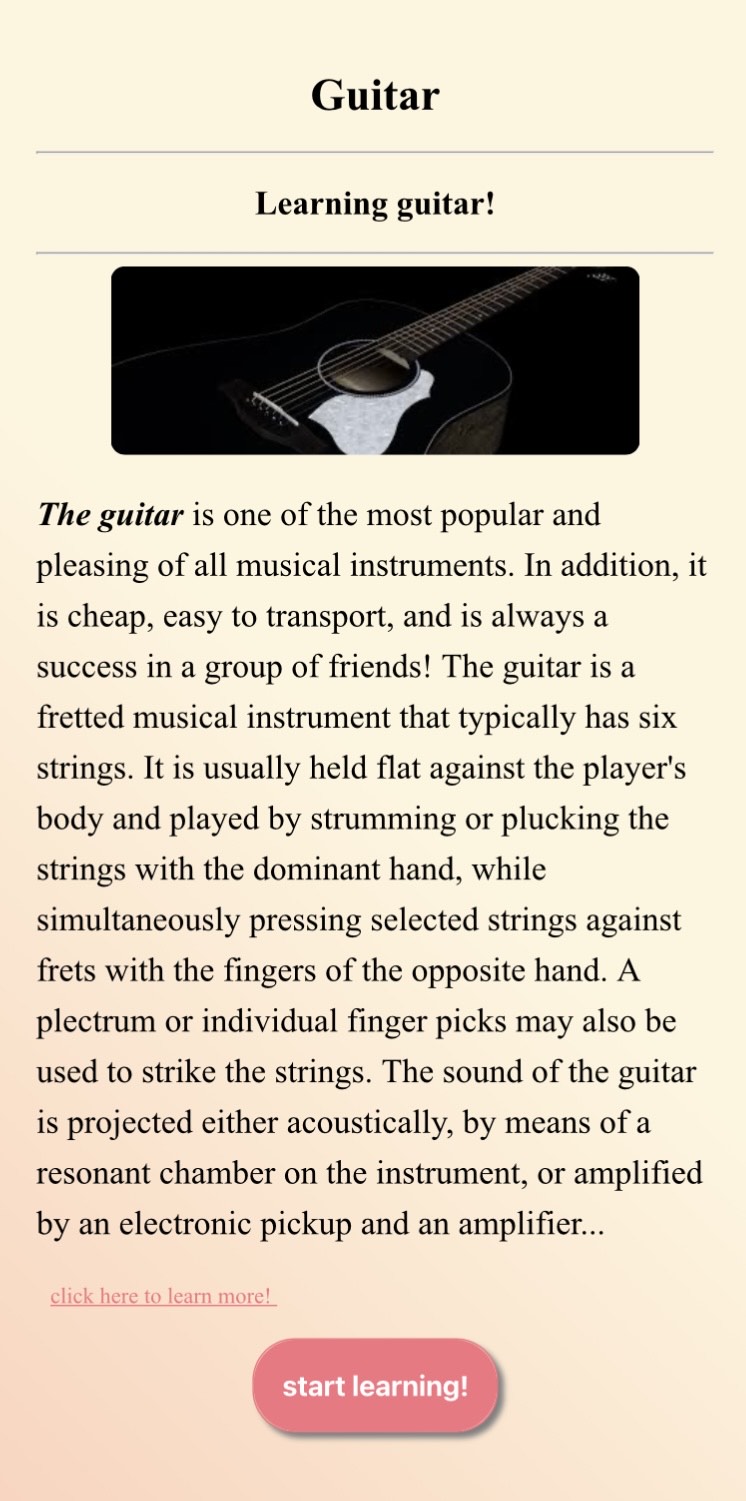 Guitar
Learning guitar!
The guitar is one of the most popular and
pleasing of all musical instruments. In addition, it
is cheap, easy to transport, and is always a
success in a group of friends! The guitar is a
fretted musical instrument that typically has six
strings. It is usually held flat against the player's
body and played by strumming or plucking the
strings with the dominant hand, while
simultaneously pressing selected strings against
frets with the fingers of the opposite hand. A
plectrum or individual finger picks may also be
used to strike the strings. The sound of the guitar
is projected either acoustically, by means of a
resonant chamber on the instrument, or amplified
by an electronic pickup and an amplifier...
click here to learn more!
start learning!